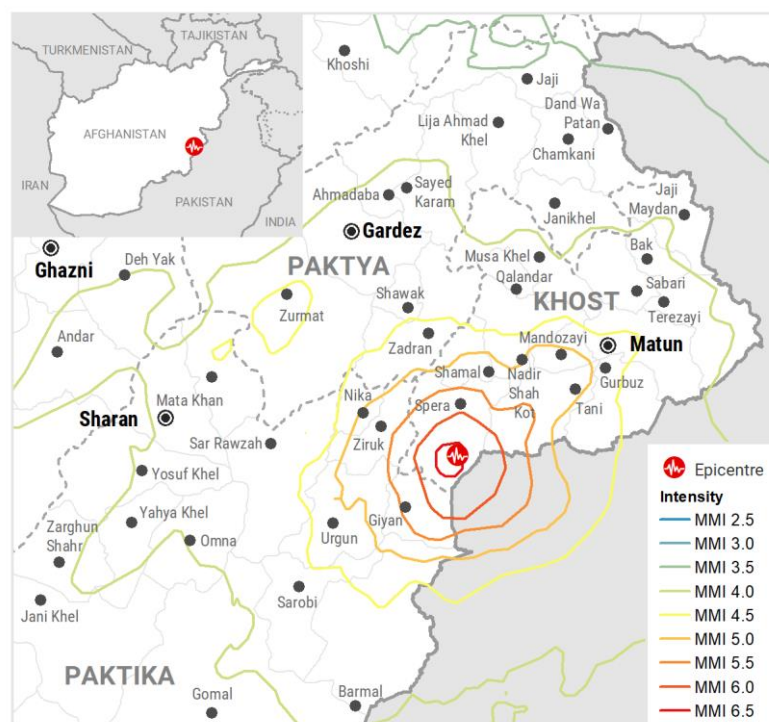 TURKMENISTAN
TAJIKISTAN
AFGHANISTAN
IRAN
PAKISTAN
INDIA
Khoshi
Jaji
Dand Wa
Patan
Lija Ahmad
Khel
Chamkani
Ahmadaba
Sayed
Karam
Janikhel
Jaji
Maydan
Gardez
Ghazni
Deh Yak
PAKTYA
Musa Khel
Qalandar
Bak
Sabari
KHOST
Terezayi
Zurmat
Shawak
Zadran
Mandozayi
Matun
Andar
Shamal
Nadir
Shah
Kot
Gurbuz
Tani
Mata Khan
Sharan
Nika
Spera
Ziruk
Sar Rawzah
Yosuf Khel
Yahya Khel
Zarghun
Shahr
Omna
Giyan
Urgun
Sarobi
Jani Khel
PAKTIKA
Gomal
Barmal
Epicentre
Intensity
MMI 2.5
MMI 3.0
MMI 3.5
MMI 4.0
MMI 4.5
MMI 5.0
MMI 5.5
MMI 6.0
MMI 6.5